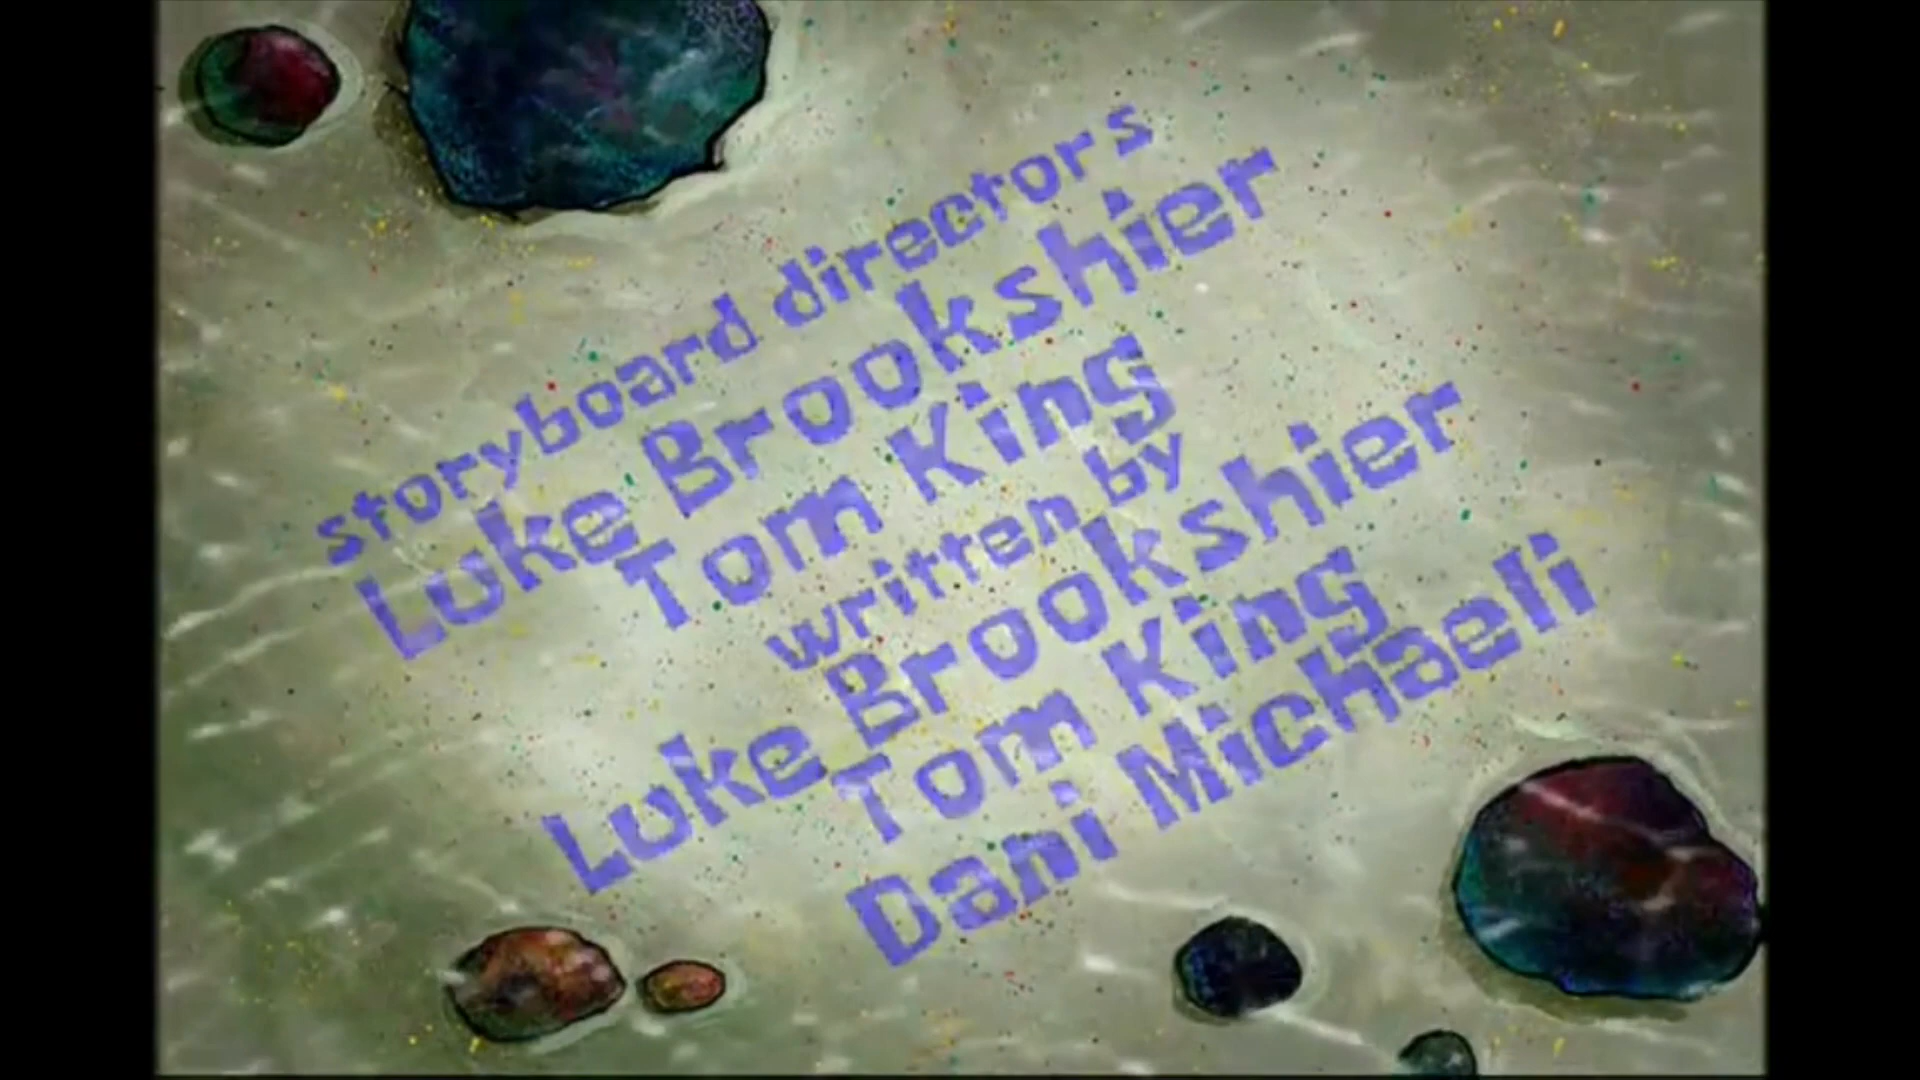 storyboard directors
Luke Brookshier
Tom King
written by
Luke Brookshier
Tom King
Dani Michaeli